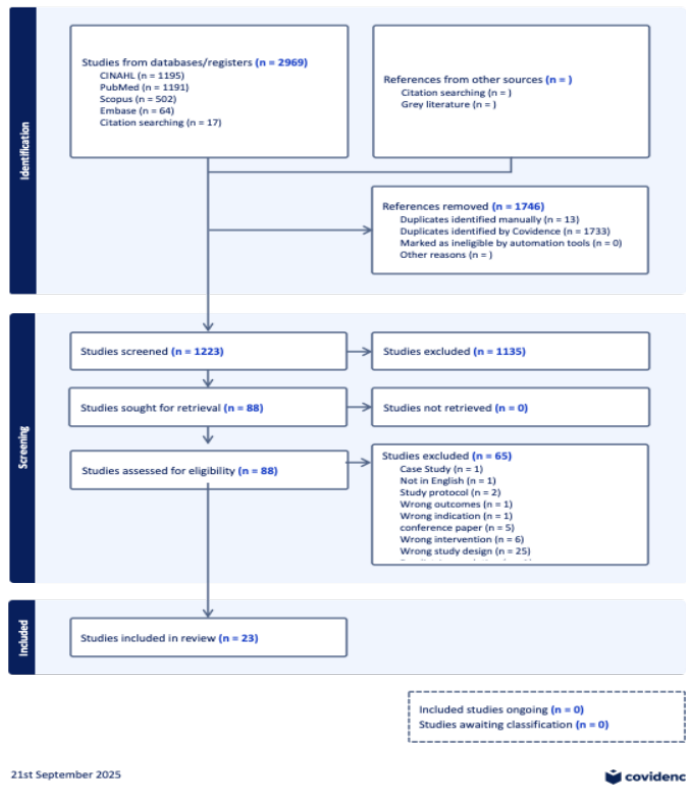 Identification
Studies from databases/registers (n = 2969)
CINAHL (n = 1195)
PubMed (n = 1191)
Scopus (n = 502)
Embase (n = 64)
Citation searching (n = 17)
References from other sources (n = )
Citation searching (n = )
Grey literature (n = )
References removed (n = 1746)
Duplicates identified manually (n = 13)
Duplicates identified by Covidence (n = 1733)
Marked as ineligible by automation tools (n = 0)
Other reasons (n = )
Screening
Studies screened (n = 1223)
Studies excluded (n = 1135)
Studies sought for retrieval (n = 88)
Studies not retrieved (n = 0)
Studies assessed for eligibility (n = 88)
Studies excluded (n = 65)
Case Study (n = 1)
Not in English (n = 1)
Study protocol (n = 2)
Wrong outcomes (n = 1)
Wrong indication (n = 1)
conference paper (n = 5)
Wrong intervention (n = 6)
Wrong study design (n = 25)
Included
Studies included in review (n = 23)
Included studies ongoing (n = 0)
Studies awaiting classification (n = 0)
21st September 2025
covidenc